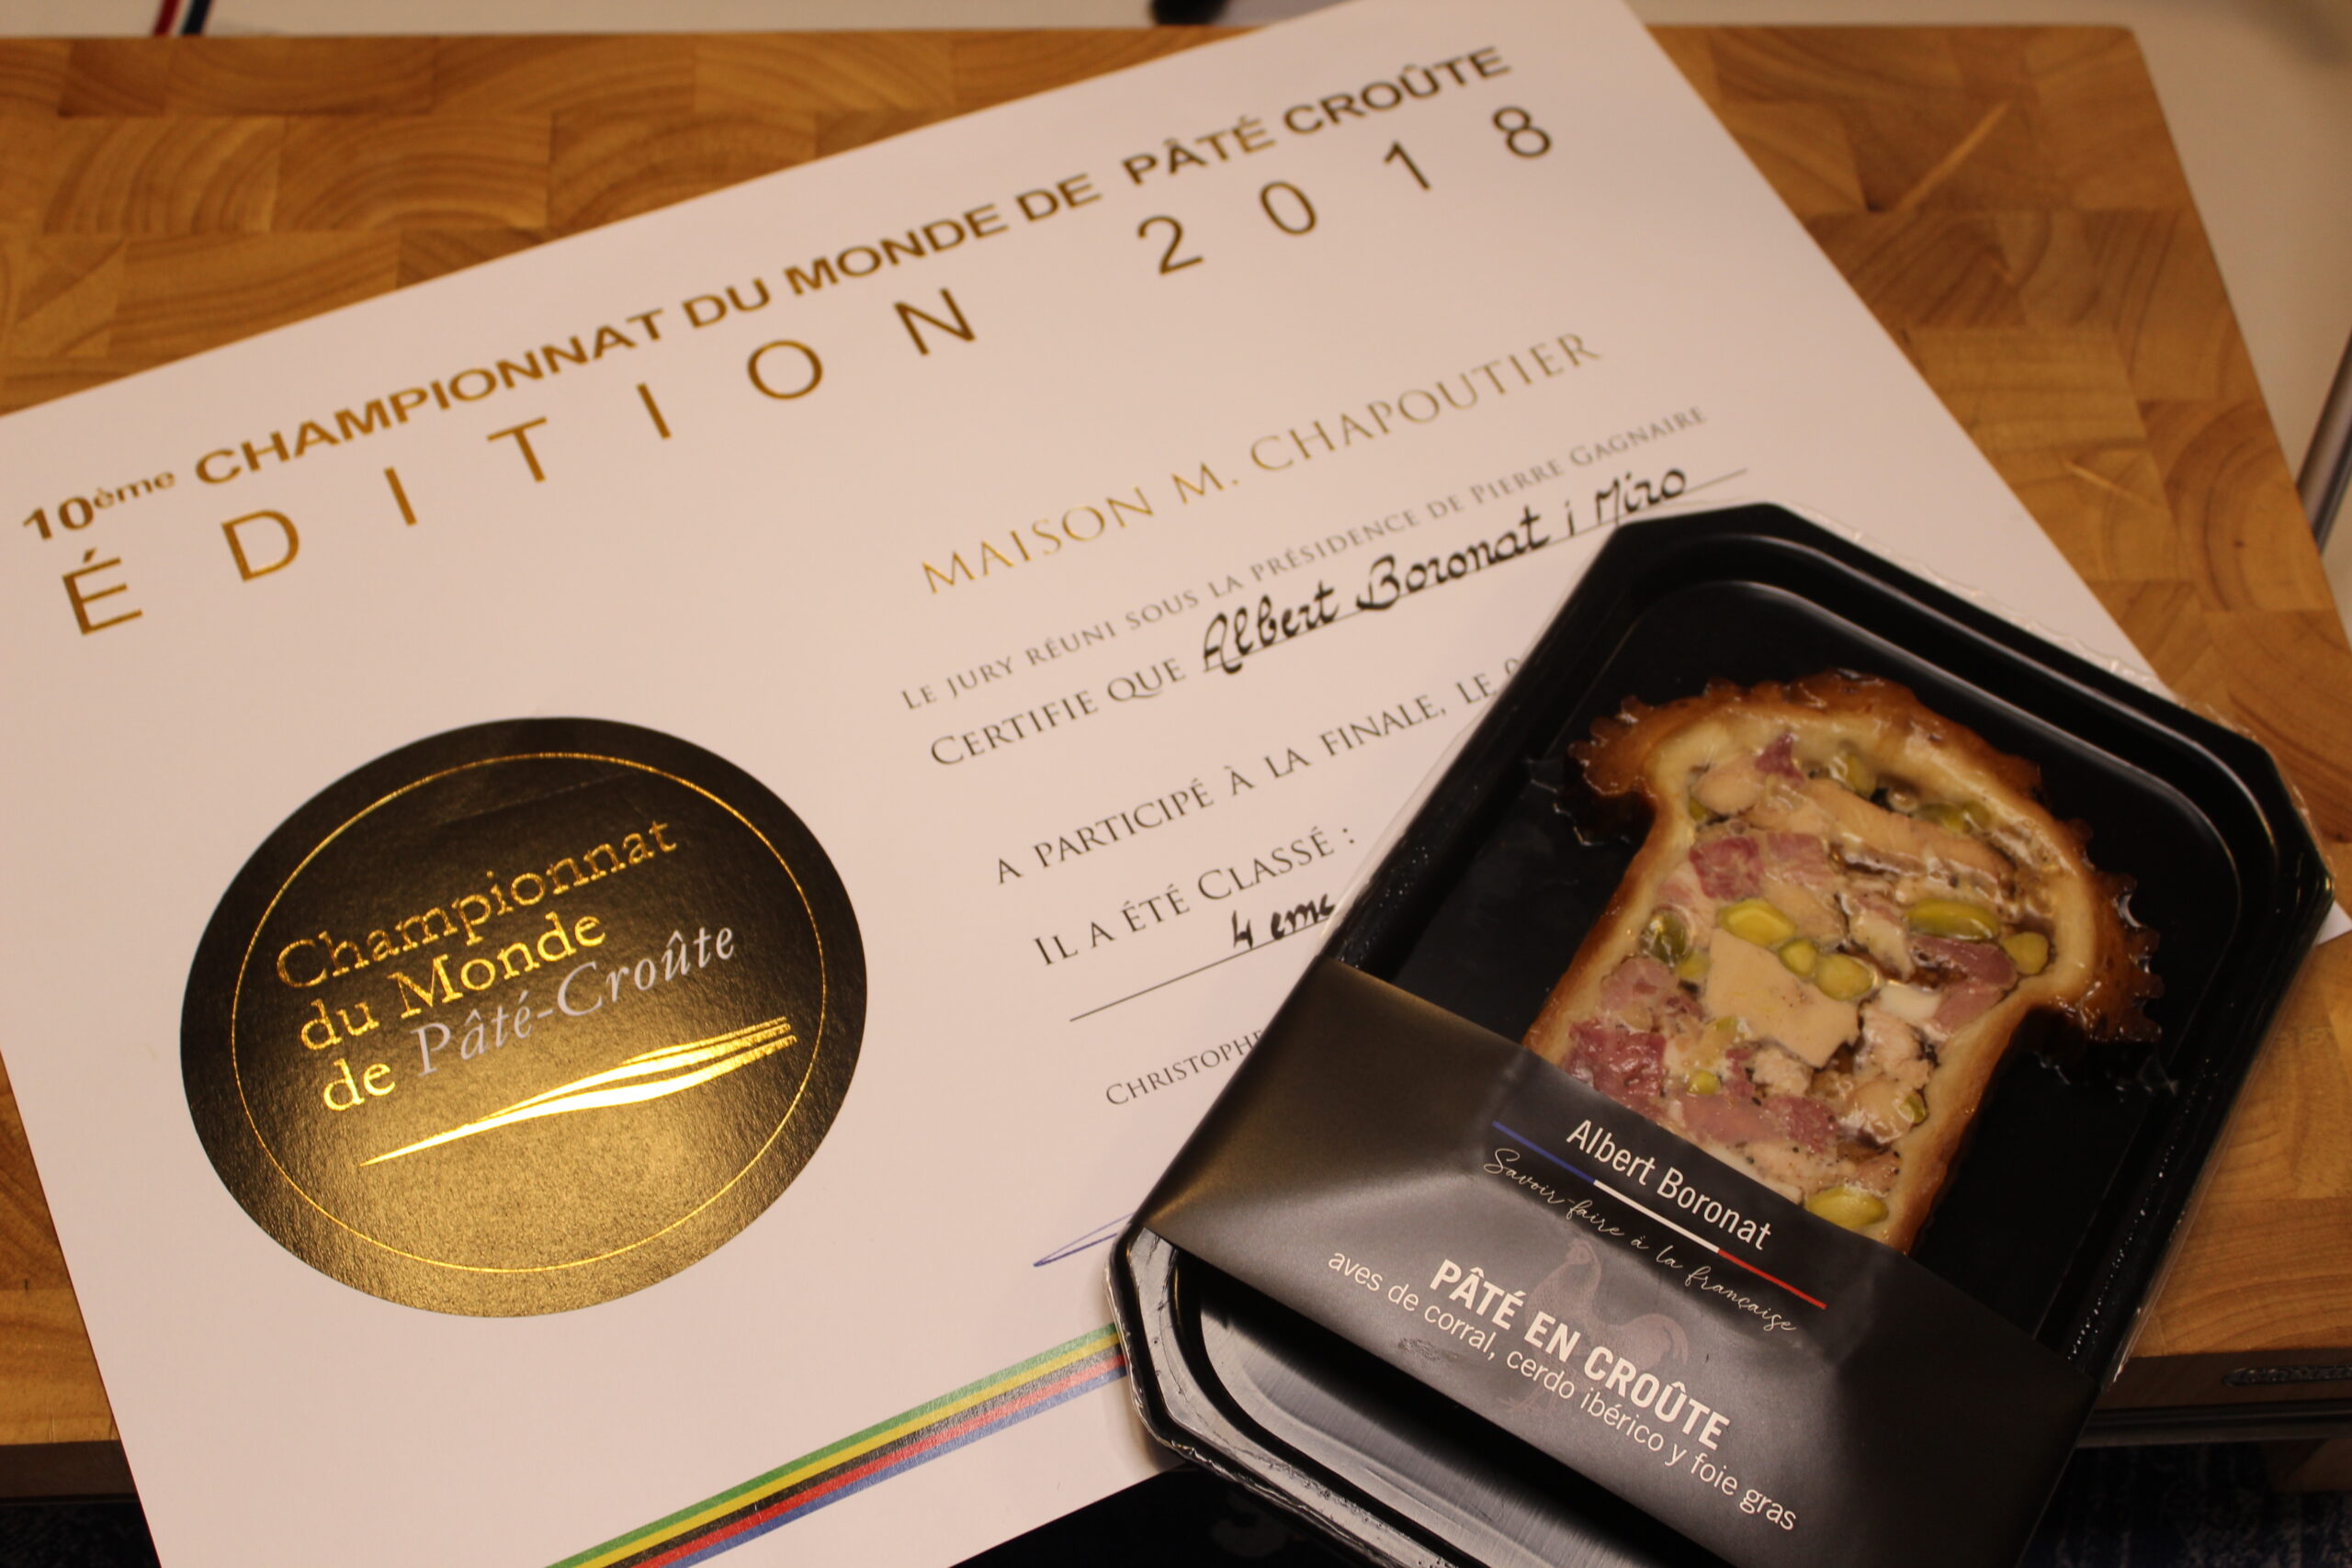 10ème CHAMPIONNAT DU MONDE DE PÂTÉ CROÛTE
ÉDITION 2018
MAISON M. CHAPOUTIER
LE JURY RÉUNI SOUS LA PRÉSIDENCE DE PIERRE GAGNAIRE
CERTIFIE QUE Albert Boronat i Miro
A PARTICIPÉ À LA FINALE, LE
IL A ÉTÉ CLASSÉ :
4 eme
CHRISTOPHE
Championnat
du Monde
de Pâté-Croûte
Albert Boronat
Savoir-faire à la française
PÂTÉ EN CROÛTE
aves de corral, cerdo ibérico y foie gras